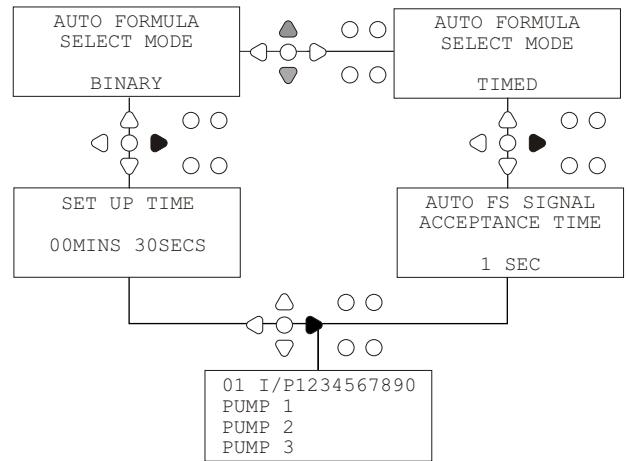 AUTO FORMULA
SELECT MODE
BINARY
AUTO FORMULA
SELECT MODE
TIMED
SET UP TIME
00MINS 30SECS
AUTO FS SIGNAL
ACCEPTANCE TIME
1 SEC
01 I/P1234567890
PUMP 1
PUMP 2
PUMP 3